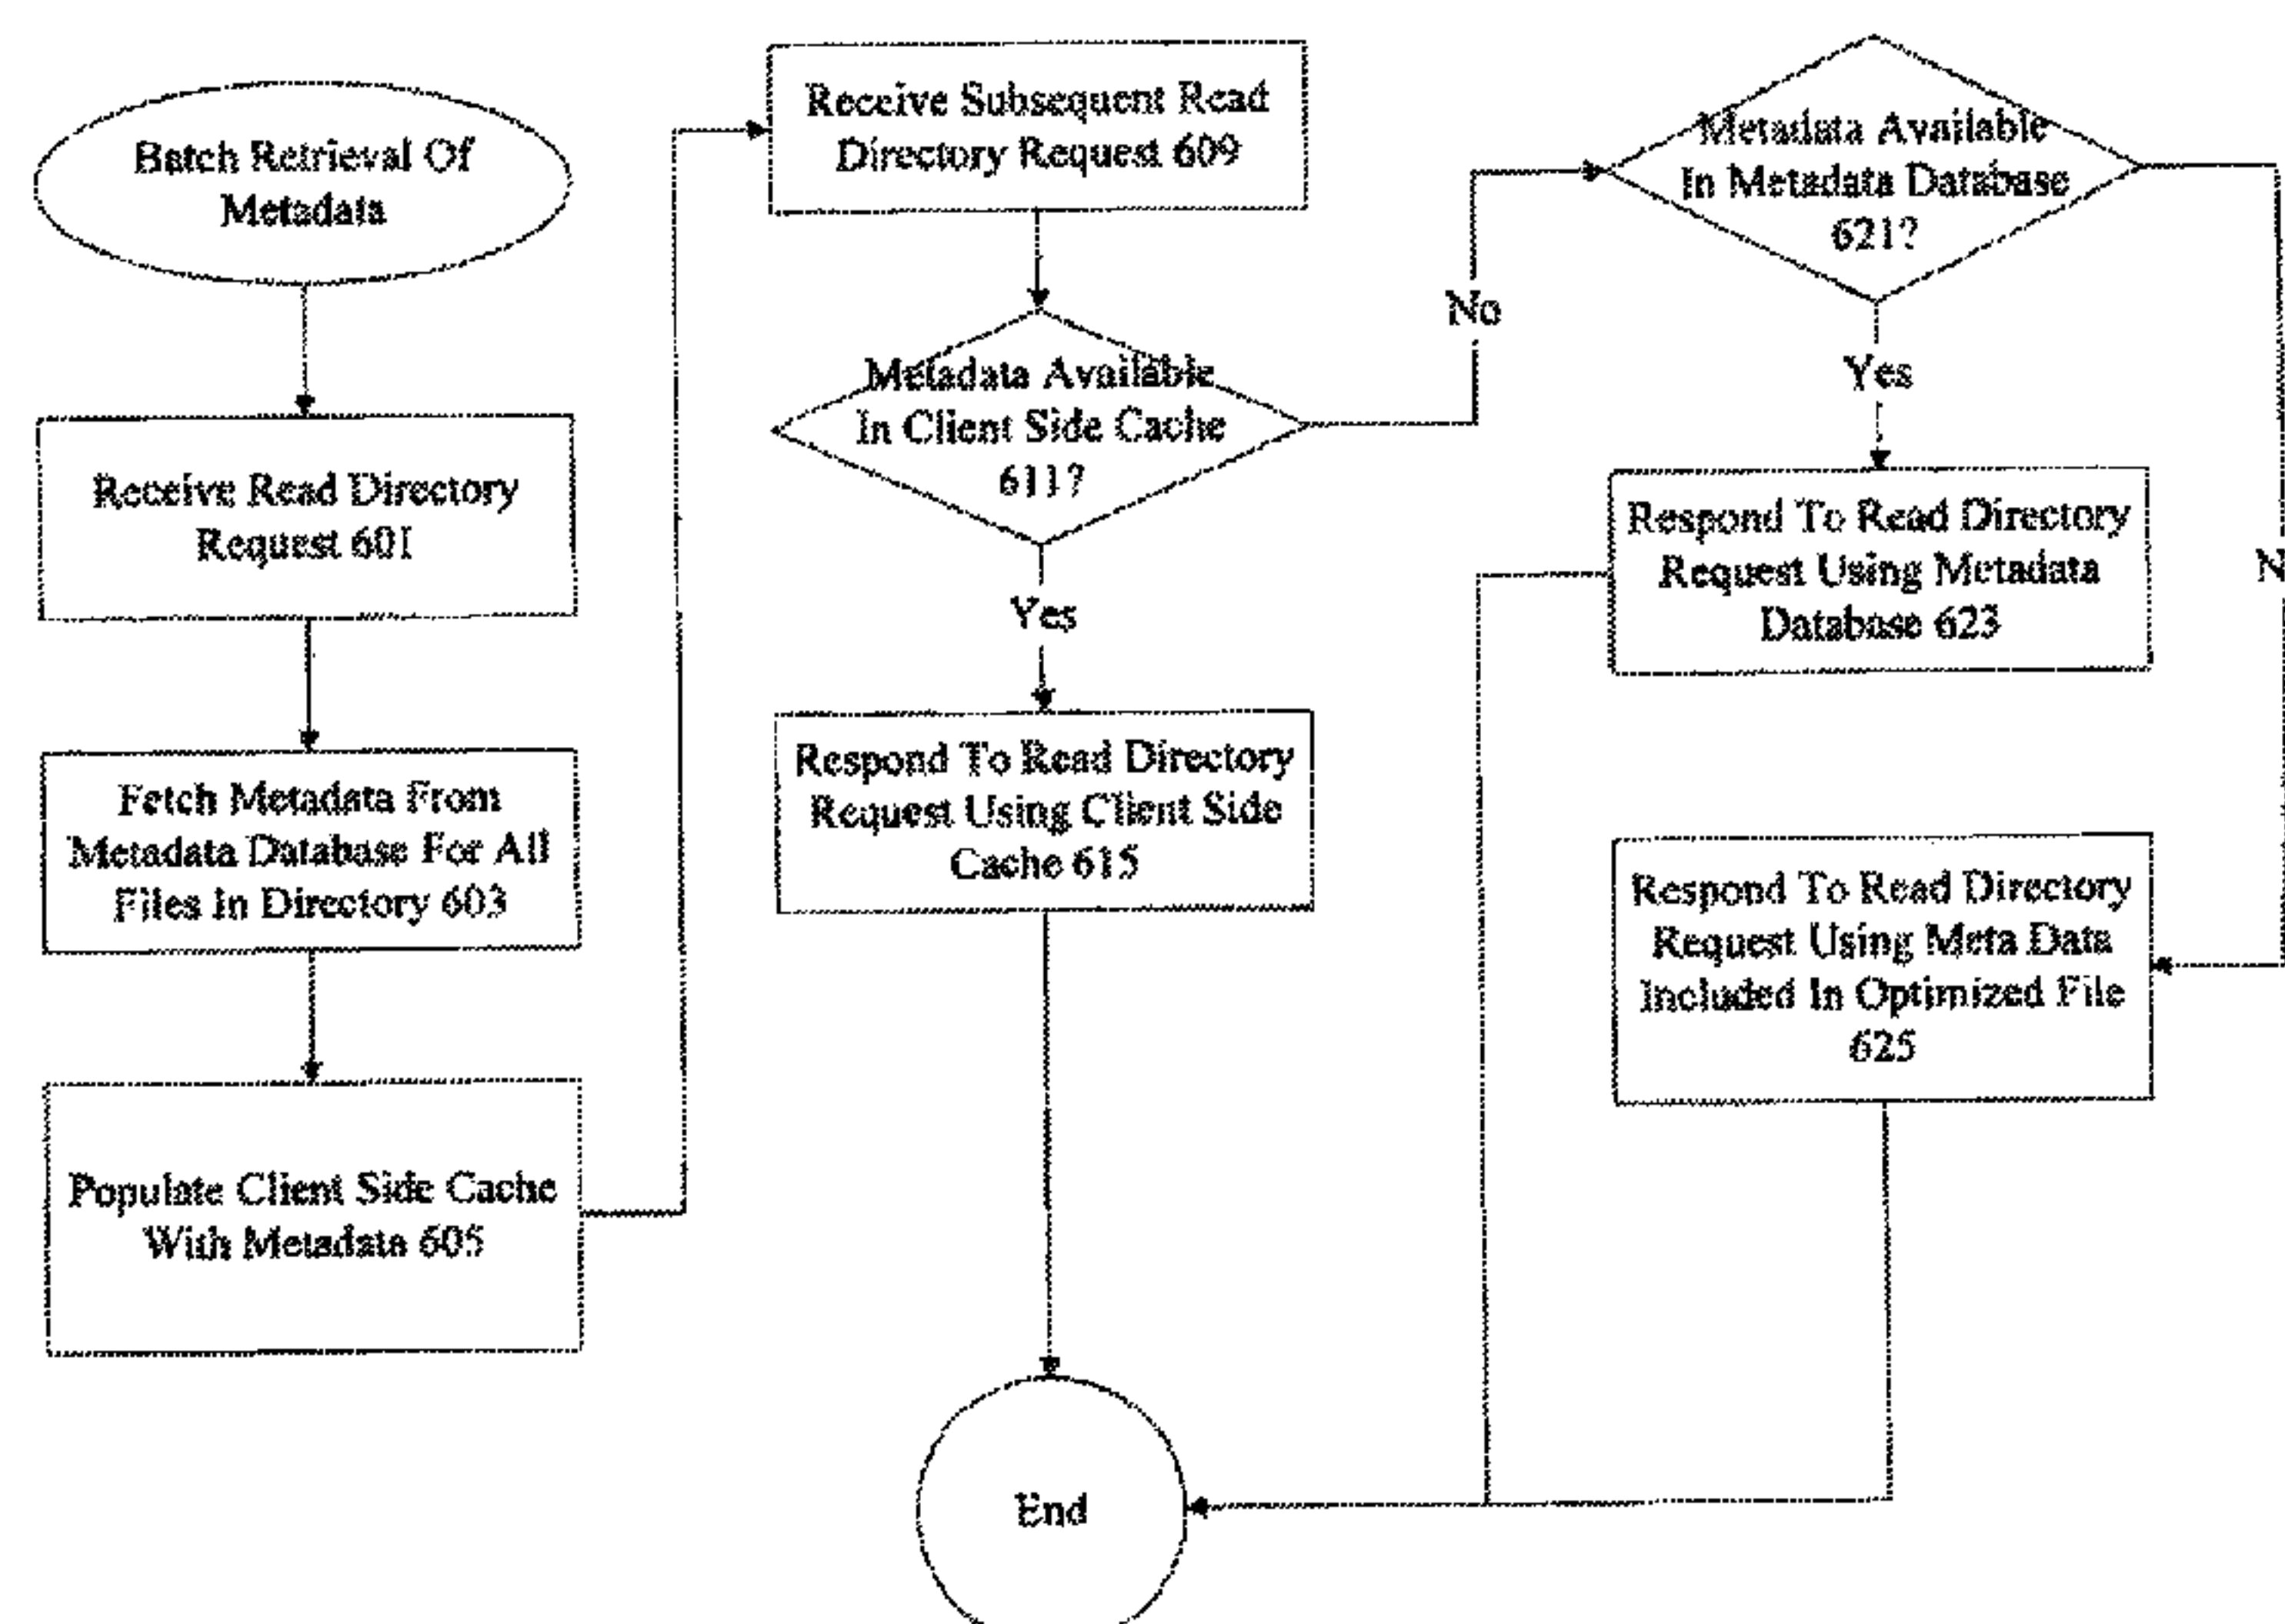 Batch Retrieval Of
Metadata
Receive Read Directory
Request 601
Fetch Metadata From
Metadata Database For All
Files In Directory 603
Populate Client Side Cache
With Metadata 605
Receive Subsequent Read
Directory Request 609
Metadata Available
In Client Side Cache
611?
Yes
No
Respond To Read Directory
Request Using Client Side
Cache 615
End
Metadata Available
In Metadata Database
621?
Yes
Respond To Read Directory
Request Using Metadata
Database 623
N
Respond To Read Directory
Request Using Meta Data
Included In Optimized File
625